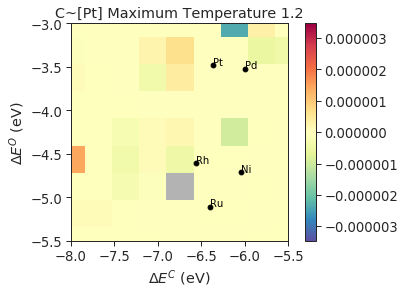 C~[Pt] Maximum Temperature 1.2
−3.0
−3.5
−4.0
−4.5
−5.0
−5.5
ΔE^O (eV)
Pt
Pd
Rh
Ni
Ru
−8.0 −7.5 −7.0 −6.5 −6.0 −5.5
ΔE^C (eV)
0.000003
0.000002
0.000001
0.000000
−0.000001
−0.000002
−0.000003